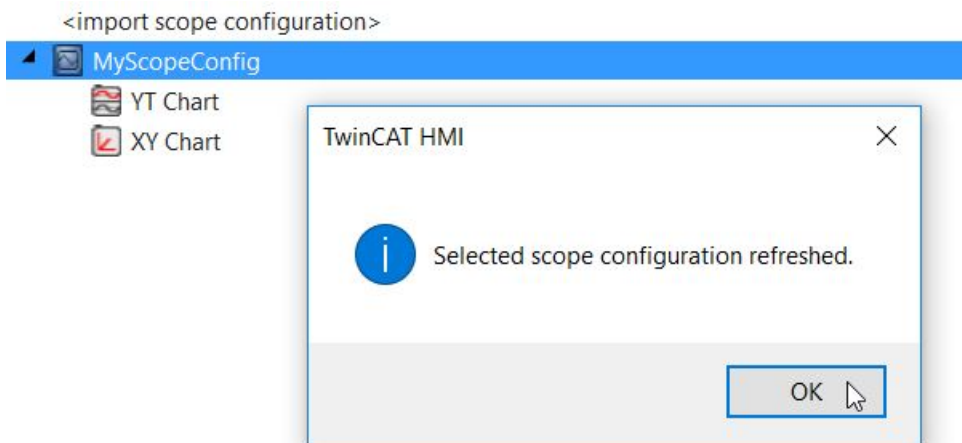 <import scope configuration>
MyScopeConfig
YT Chart
XY Chart
TwinCAT HMI
Selected scope configuration refreshed.
OK